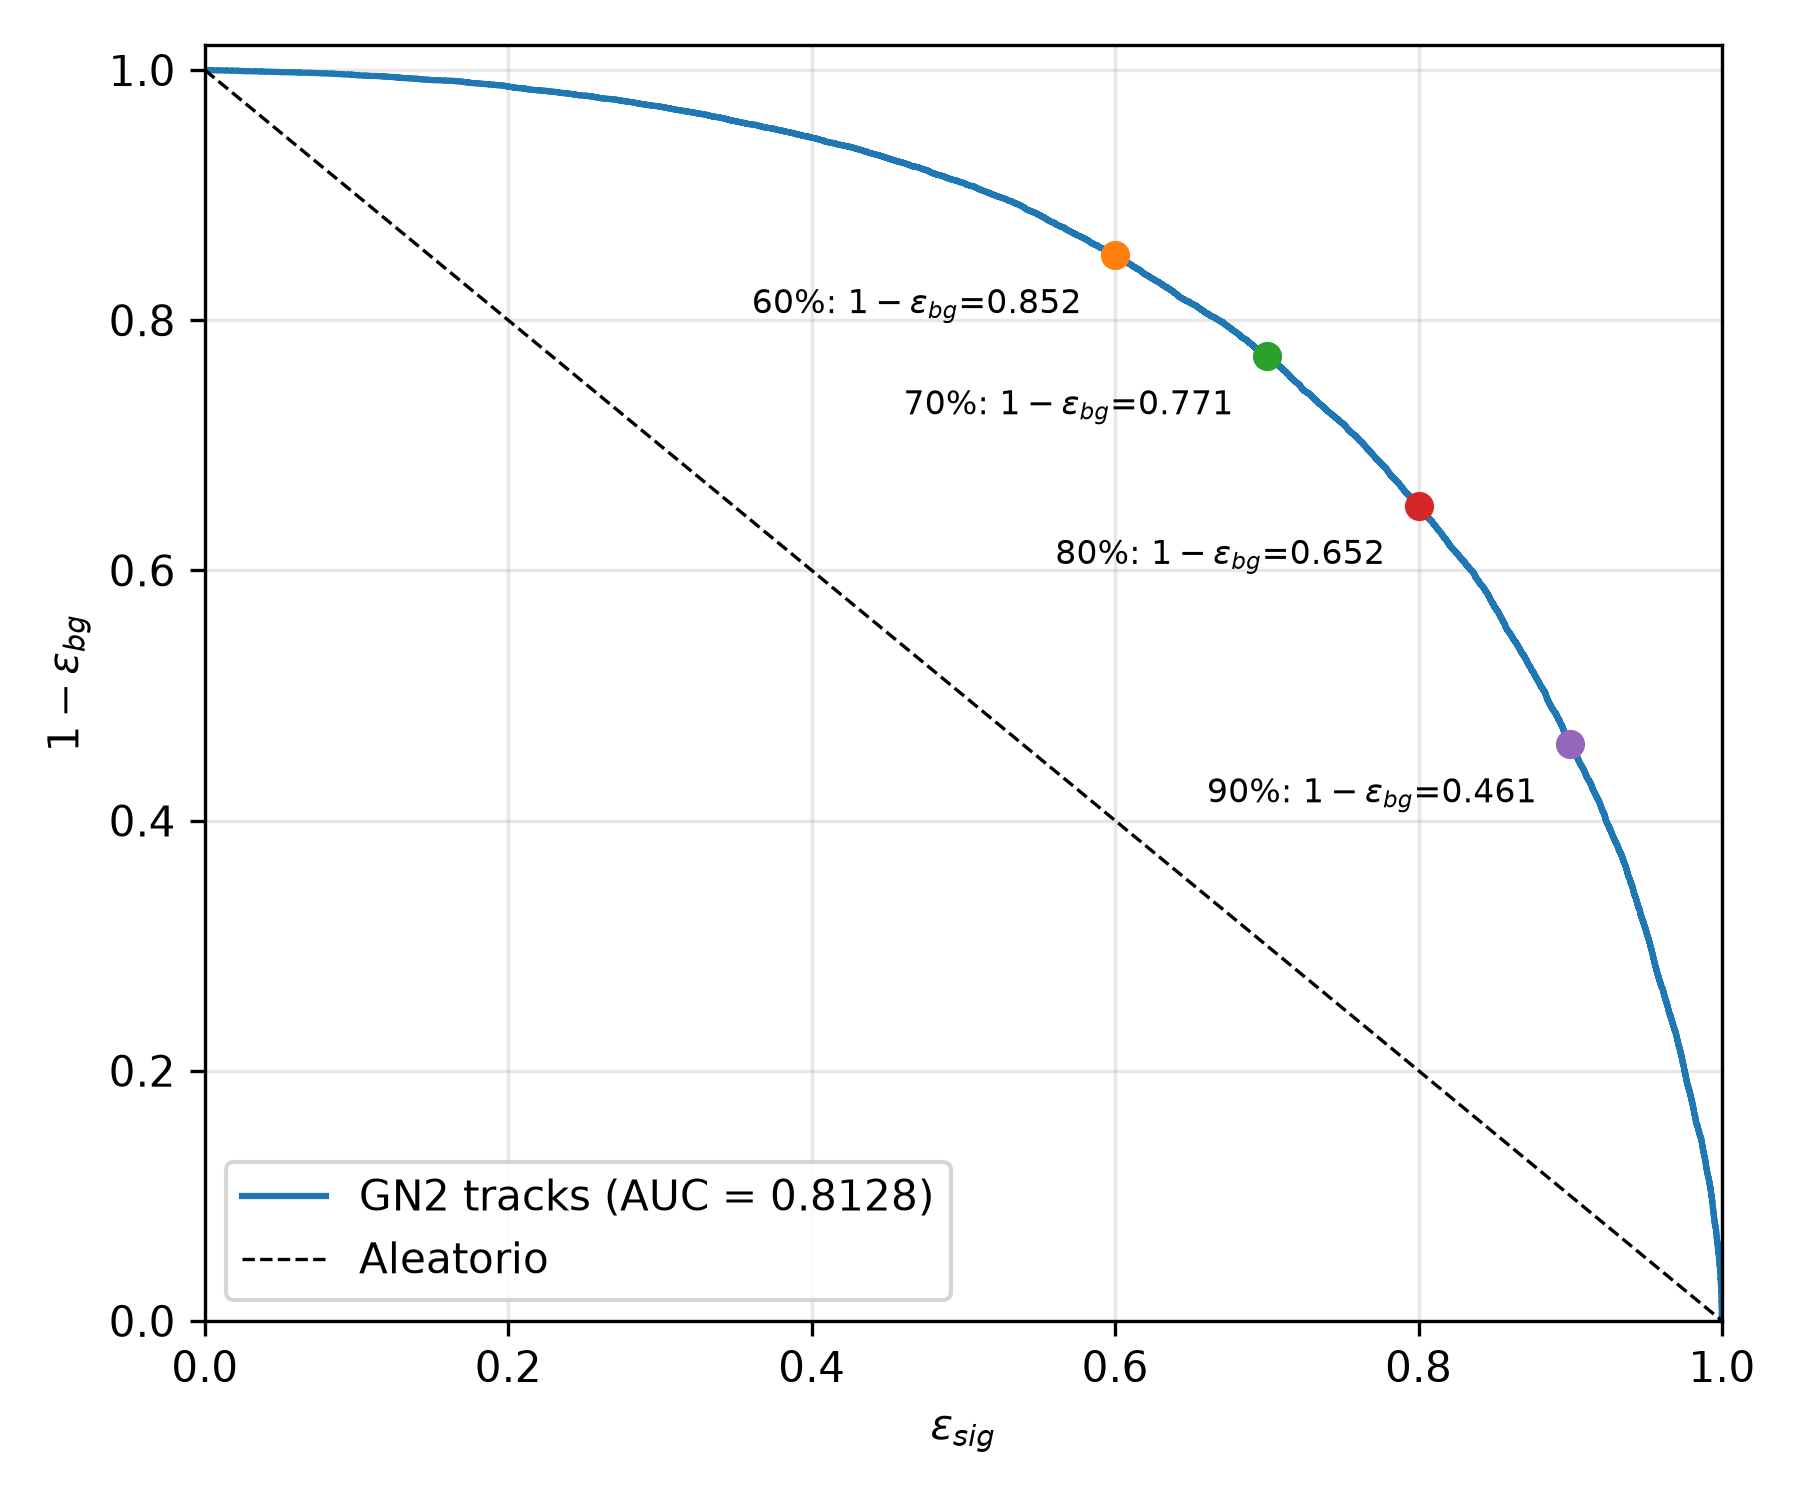 1.0
0.8
0.6
0.4
0.2
0.0
1 − ε_bg
60%: 1 − ε_bg=0.852
70%: 1 − ε_bg=0.771
80%: 1 − ε_bg=0.652
90%: 1 − ε_bg=0.461
GN2 tracks (AUC = 0.8128)
Aleatorio
0.0 0.2 0.4 0.6 0.8 1.0
ε_sig